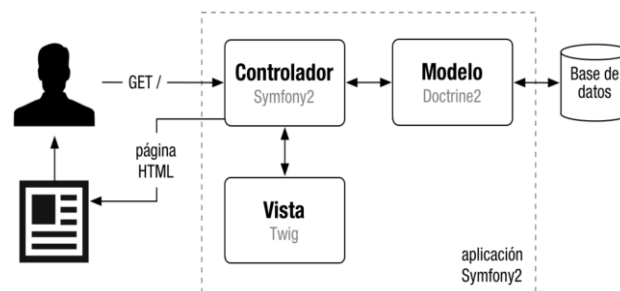 GET /
Controlador
Symfony2
Modelo
Doctrine2
Base de
datos
página
HTML
Vista
Twig
aplicación
Symfony2